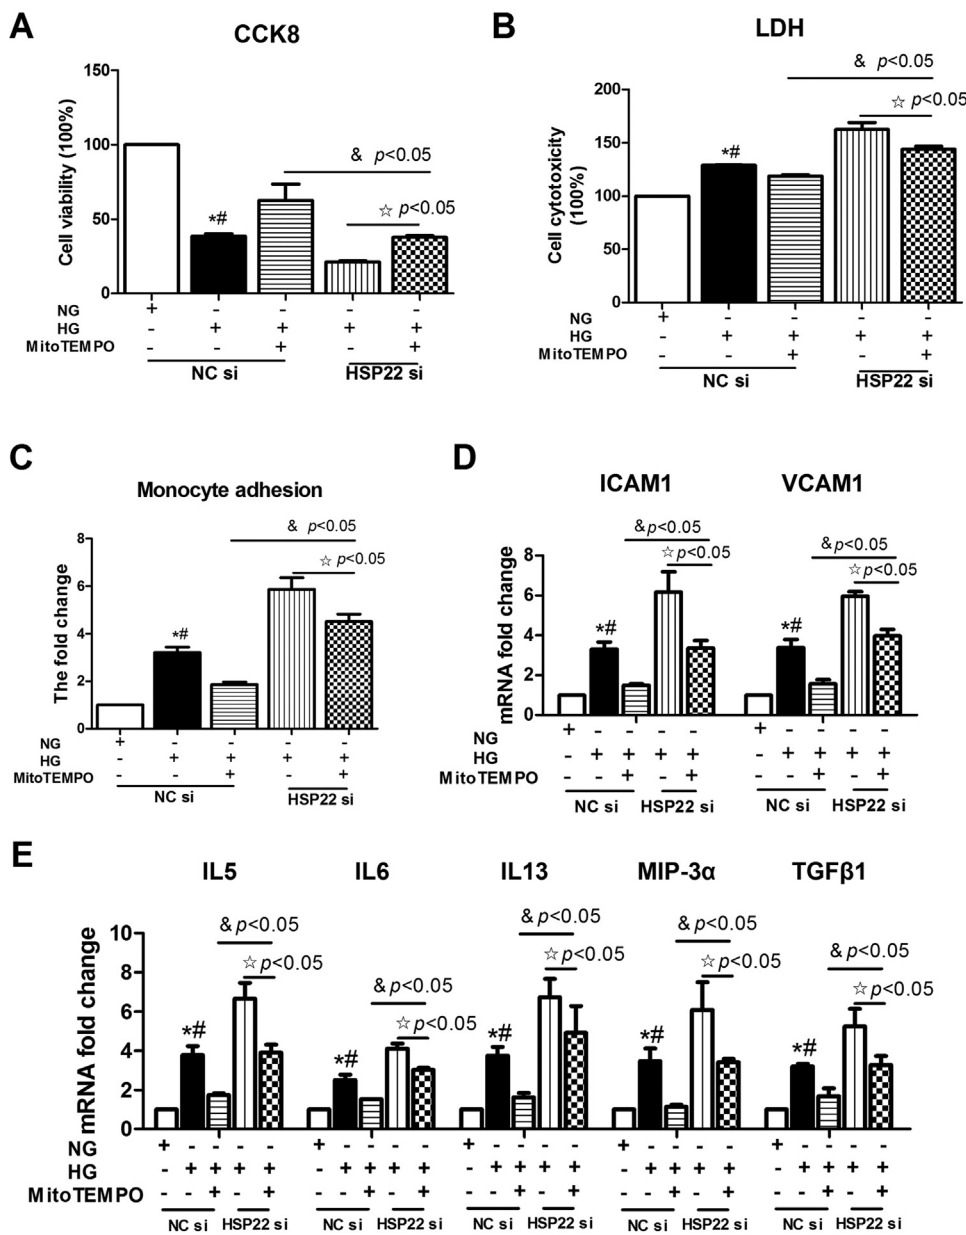 A
CCK8
Cell viability (100%)
150
100
50
0
*#
& p<0.05
☆ p<0.05
NG + - - - -
HG - + + + +
MitoTEMPO - - + - +
NC si HSP22 si
B
LDH
Cell cytotoxicity
(100%)
200
150
100
50
0
*#
& p<0.05
☆ p<0.05
NG + - - - -
HG - + + + +
MitoTEMPO - - + - +
NC si HSP22 si
C
Monocyte adhesion
The fold change
8
6
4
2
0
*#
& p<0.05
☆ p<0.05
NG + - - - -
HG - + + + +
MitoTEMPO - - + - +
NC si HSP22 si
D
ICAM1 VCAM1
mRNA fold change
8
6
4
2
0
*#
& p<0.05
☆ p<0.05
*#
& p<0.05
☆ p<0.05
NG + - - - - + - - - -
HG - + + + + - + + + +
MitoTEMPO - - + - + - - + - +
NC si HSP22 si NC si HSP22 si
E
IL5 IL6 IL13 MIP-3α TGFβ1
mRNA fold change
10
8
6
4
2
0
*#
& p<0.05
☆ p<0.05
*#
& p<0.05
☆ p<0.05
*#
& p<0.05
☆ p<0.05
*#
& p<0.05
☆ p<0.05
*#
& p<0.05
☆ p<0.05
NG + - - - - + - - - - + - - - - + - - - - + - - - -
HG - + + + + - + + + + - + + + + - + + + + - + + + +
MitoTEMPO - - + - + - - + - + - - + - + - - + - + - - + - +
NC si HSP22 si NC si HSP22 si NC si HSP22 si NC si HSP22 si NC si HSP22 si